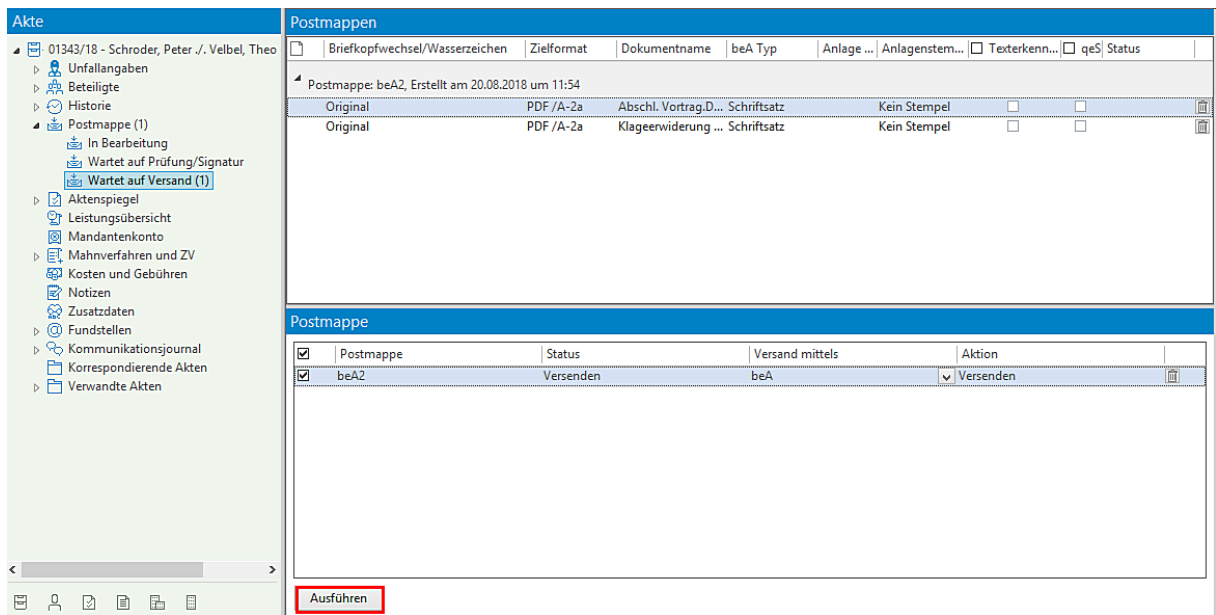 Akte
01343/18 - Schroder, Peter ./. Velbel, Theo
Unfallangaben
Beteiligte
Historie
Postmappe (1)
In Bearbeitung
Wartet auf Prüfung/Signatur
Wartet auf Versand (1)
Aktenspiegel
Leistungsübersicht
Mandantenkonto
Mahnverfahren und ZV
Kosten und Gebühren
Notizen
Zusatzdaten
Fundstellen
Kommunikationsjournal
Korrespondierende Akten
Verwandte Akten
Postmappen
Briefkopfwechsel/Wasserzeichen Zielformat Dokumentname beA Typ Anlage ... Anlagenstem... Texterkenn... qeS Status
Postmappe: beA2, Erstellt am 20.08.2018 um 11:54
Original PDF /A-2a Abschl. Vortrag.D... Schriftsatz Kein Stempel
Original PDF /A-2a Klageerwiderung ... Schriftsatz Kein Stempel
Postmappe
Postmappe Status Versand mittels Aktion
beA2 Versenden beA Versenden
Ausführen